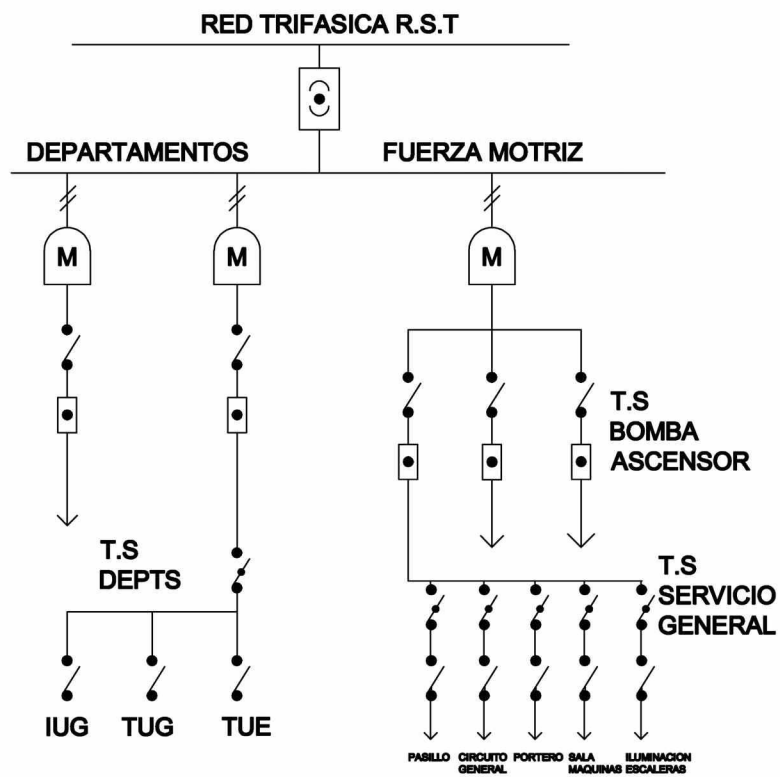 RED TRIFASICA R.S.T
DEPARTAMENTOS
FUERZA MOTRIZ
M
M
M
T.S
BOMBA
ASCENSOR
T.S
DEPTS
T.S
SERVICIO
GENERAL
IUG
TUG
TUE
PASILLO
CIRCUITO
GENERAL
PORTERO
SALA
MAQUINAS
ILUMINACION
ESCALERAS